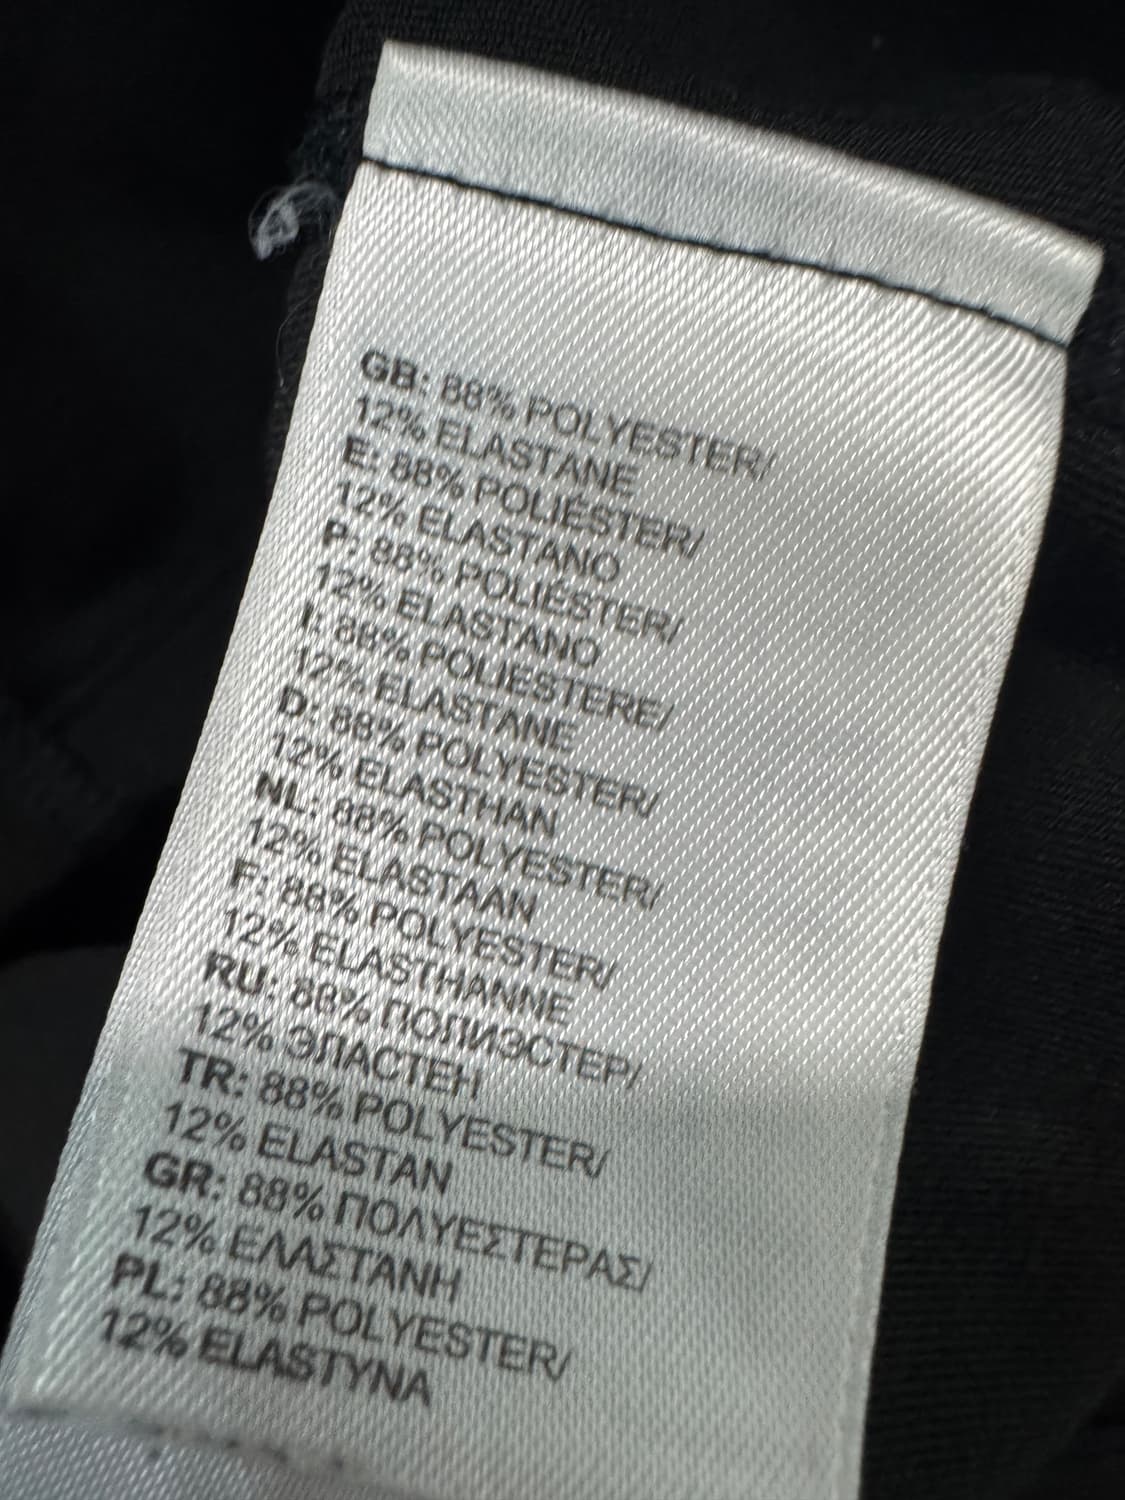 GB: 88% POLYESTER/
12% ELASTANE
E: 88% POLIÉSTER/
12% ELASTANO
P: 88% POLIÉSTER/
12% ELASTANO
I: 88% POLIESTERE/
12% ELASTANE
D: 88% POLYESTER/
12% ELASTHAN
NL: 88% POLYESTER/
12% ELASTAAN
F: 88% POLYESTER/
12% ELASTHANNE
RU: 88% ПОЛИЭСТЕР/
12% ЭЛАСТЕН
TR: 88% POLYESTER/
12% ELASTAN
GR: 88% ΠΟΛΥΕΣΤΕΡΑΣ/
12% ΕΛΑΣΤΑΝΗ
PL: 88% POLYESTER/
12% ELASTYNA